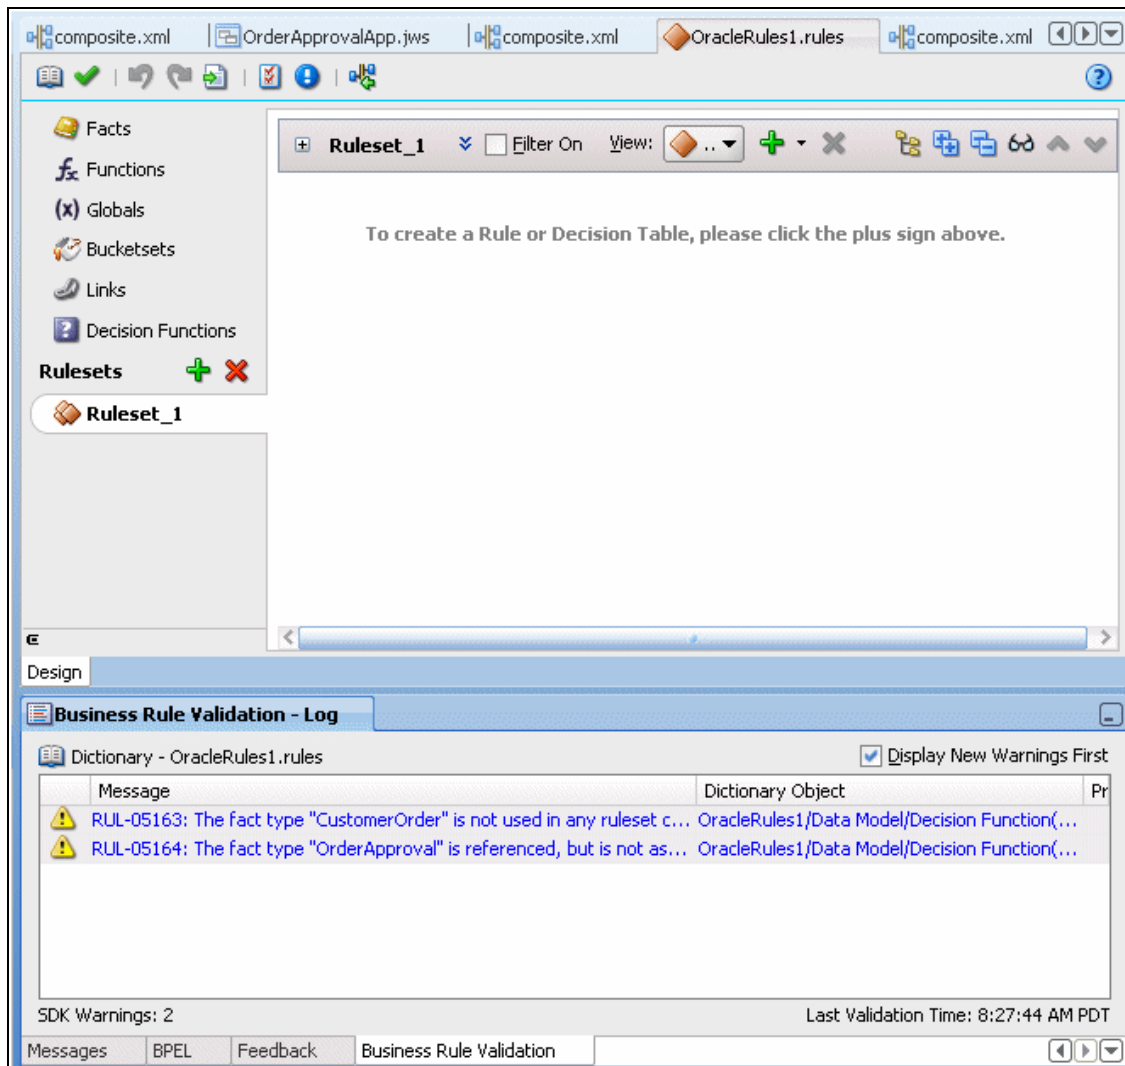 composite.xml OrderApprovalApp.jws composite.xml OracleRules1.rules composite.xml
Facts
Functions
(x) Globals
Bucketsets
Links
Decision Functions
Rulesets
Ruleset_1
Ruleset_1 Filter On View: ..
To create a Rule or Decision Table, please click the plus sign above.
Design
Business Rule Validation - Log
Dictionary - OracleRules1.rules Display New Warnings First
Message Dictionary Object Pr
RUL-05163: The fact type "CustomerOrder" is not used in any ruleset c... OracleRules1/Data Model/Decision Function(...
RUL-05164: The fact type "OrderApproval" is referenced, but is not as... OracleRules1/Data Model/Decision Function(...
SDK Warnings: 2 Last Validation Time: 8:27:44 AM PDT
Messages BPEL Feedback Business Rule Validation